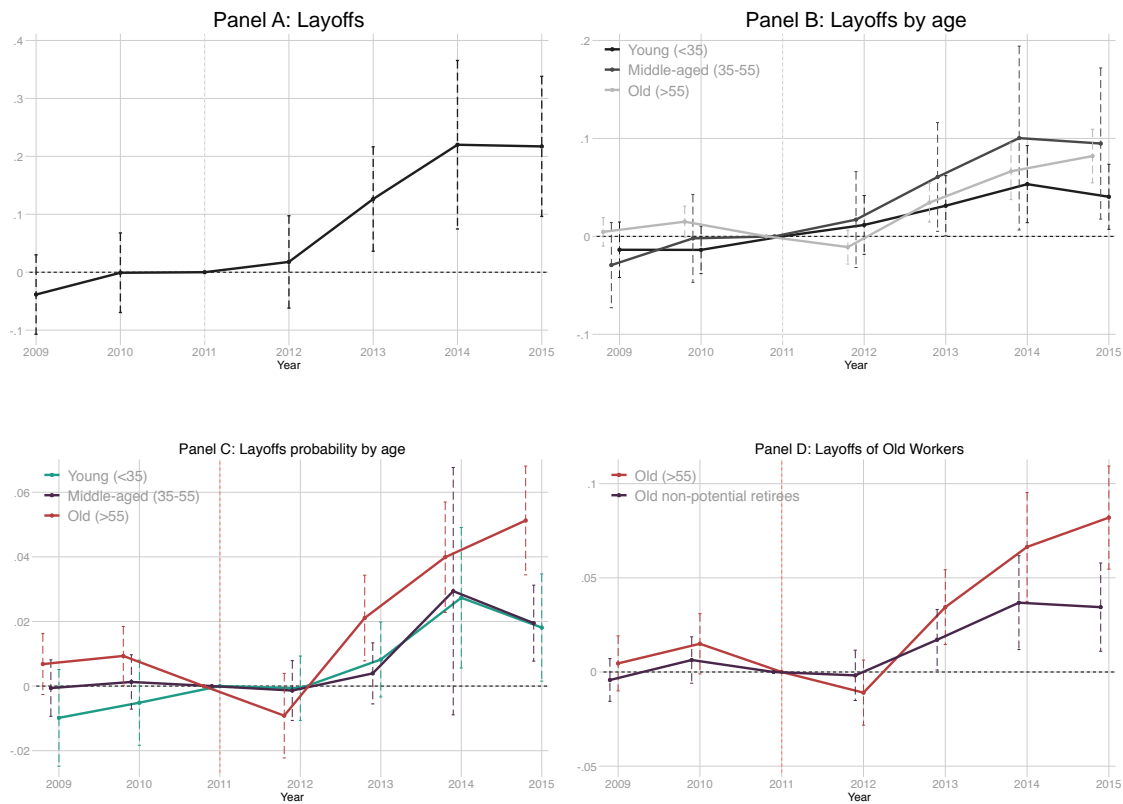 Panel A: Layoffs
.4
.3
.2
.1
0
-.1
2009 2010 2011 2012 2013 2014 2015
Year
Panel B: Layoffs by age
Young (<35)
Middle-aged (35-55)
Old (>55)
.2
.1
0
-.1
2009 2010 2011 2012 2013 2014 2015
Year
Panel C: Layoffs probability by age
Young (<35)
Middle-aged (35-55)
Old (>55)
.06
.04
.02
0
-.02
2009 2010 2011 2012 2013 2014 2015
Year
Panel D: Layoffs of Old Workers
Old (>55)
Old non-potential retirees
.1
.05
0
-.05
2009 2010 2011 2012 2013 2014 2015
Year